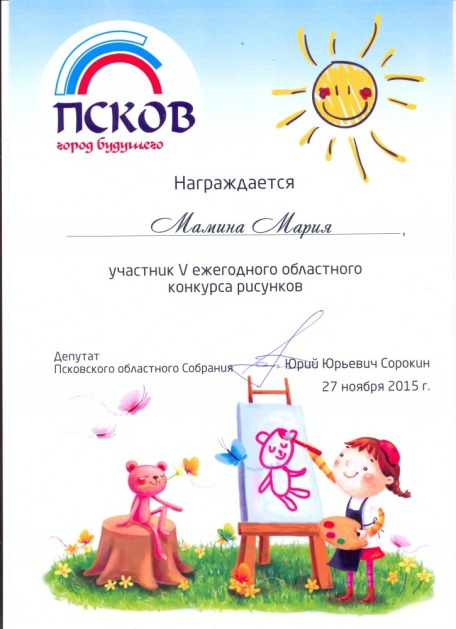 ПСКОВ
город будущего
Награждается
Мамина Мария,
участник V ежегодного областного
конкурса рисунков
Депутат
Псковского областного Собрания
Юрий Юрьевич Сорокин
27 ноября 2015 г.